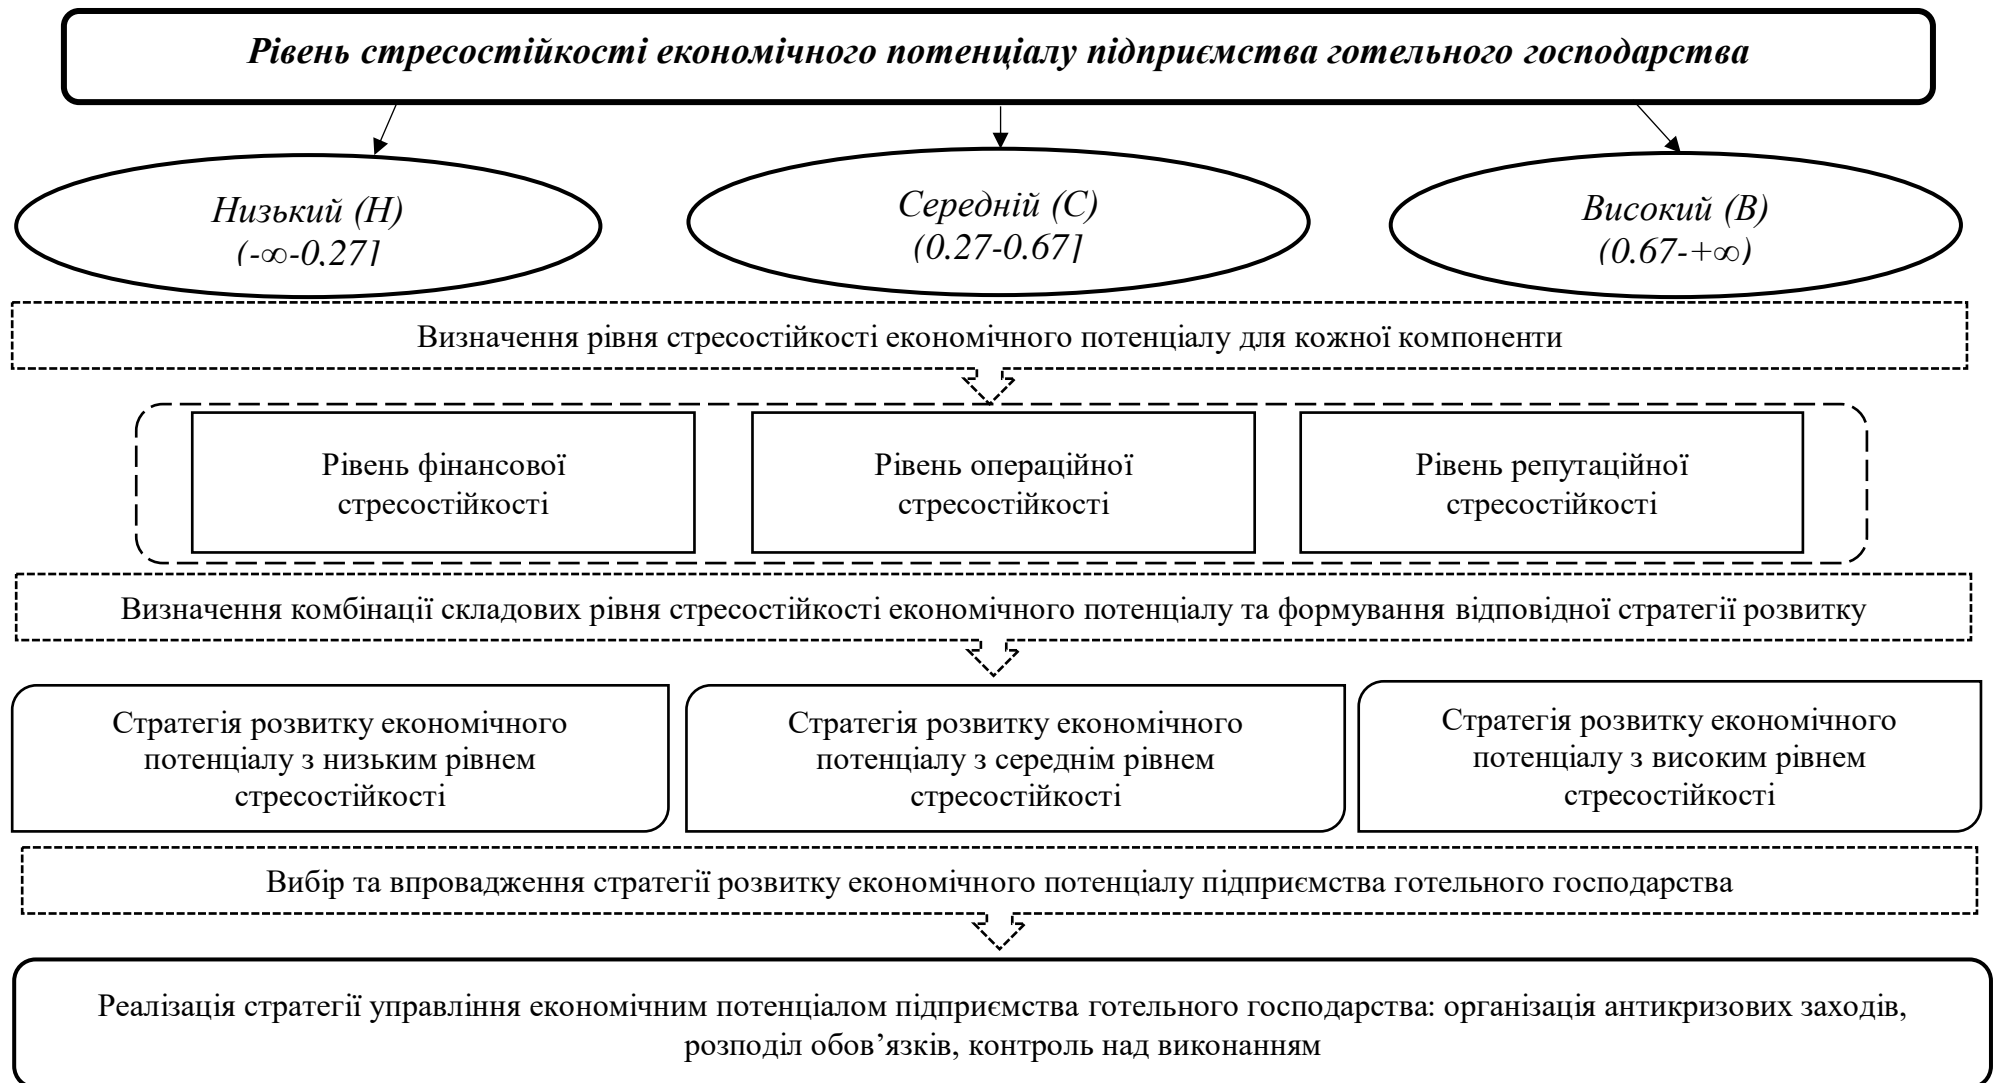 Рівень стресостійкості економічного потенціалу підприємства готельного господарства
Низький (Н)
(-∞-0,27]
Середній (С)
(0.27-0.67]
Високий (В)
(0.67-+∞)
Визначення рівня стресостійкості економічного потенціалу для кожної компоненти
Рівень фінансової
стресостійкості
Рівень операційної
стресостійкості
Рівень репутаційної
стресостійкості
Визначення комбінації складових рівня стресостійкості економічного потенціалу та формування відповідної стратегії розвитку
Стратегія розвитку економічного
потенціалу з низьким рівнем
стресостійкості
Стратегія розвитку економічного
потенціалу з середнім рівнем
стресостійкості
Стратегія розвитку економічного
потенціалу з високим рівнем
стресостійкості
Вибір та впровадження стратегії розвитку економічного потенціалу підприємства готельного господарства
Реалізація стратегії управління економічним потенціалом підприємства готельного господарства: організація антикризових заходів,
розподіл обов’язків, контроль над виконанням